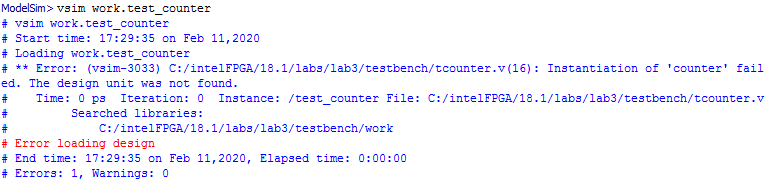 ModelSim> vsim work.test_counter
# vsim work.test_counter
# Start time: 17:29:35 on Feb 11,2020
# Loading work.test_counter
# ** Error: (vsim-3033) C:/intelFPGA/18.1/labs/lab3/testbench/tcounter.v(16): Instantiation of 'counter' fail
ed. The design unit was not found.
#    Time: 0 ps  Iteration: 0  Instance: /test_counter File: C:/intelFPGA/18.1/labs/lab3/testbench/tcounter.v
#         Searched libraries:
#             C:/intelFPGA/18.1/labs/lab3/testbench/work
# Error loading design
# End time: 17:29:35 on Feb 11,2020, Elapsed time: 0:00:00
# Errors: 1, Warnings: 0